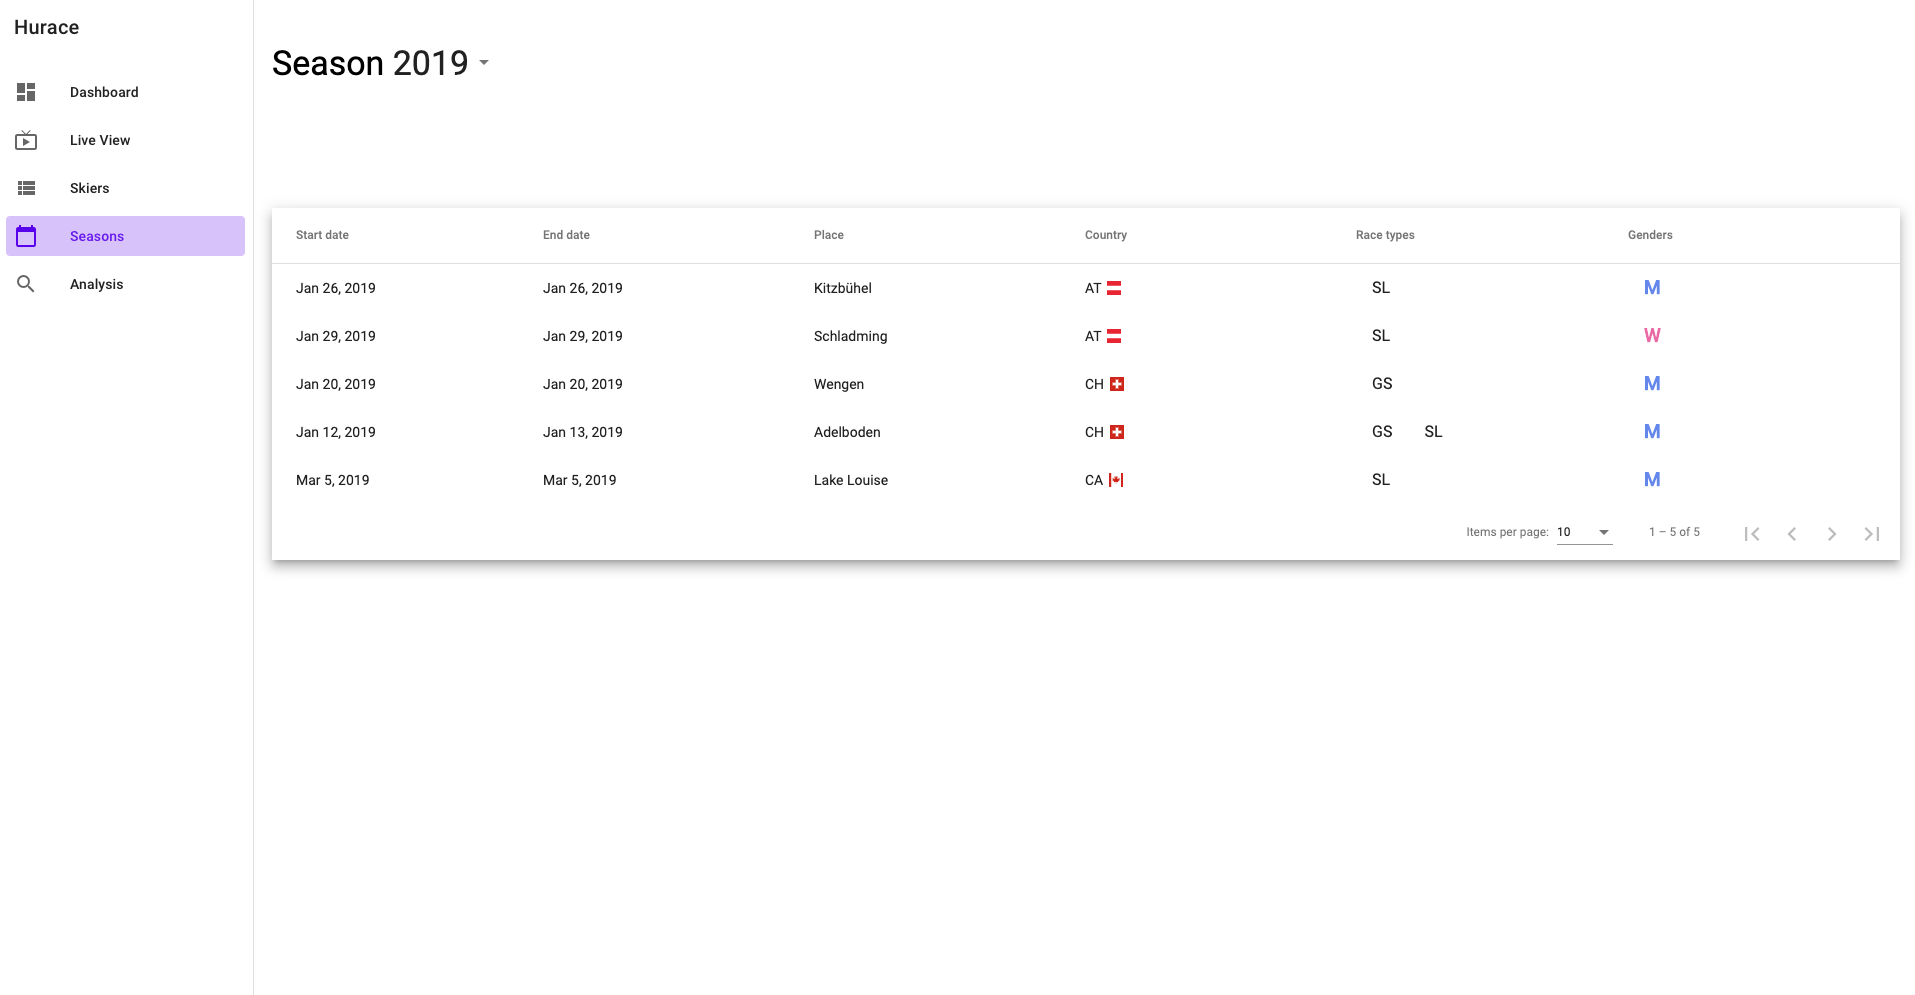 Hurace
Dashboard
Live View
Skiers
Seasons
Analysis
Season 2019
Start date End date Place Country Race types Genders
Jan 26, 2019 Jan 26, 2019 Kitzbühel AT SL M
Jan 29, 2019 Jan 29, 2019 Schladming AT SL W
Jan 20, 2019 Jan 20, 2019 Wengen CH GS M
Jan 12, 2019 Jan 13, 2019 Adelboden CH GS SL M
Mar 5, 2019 Mar 5, 2019 Lake Louise CA SL M
Items per page: 10 1 – 5 of 5